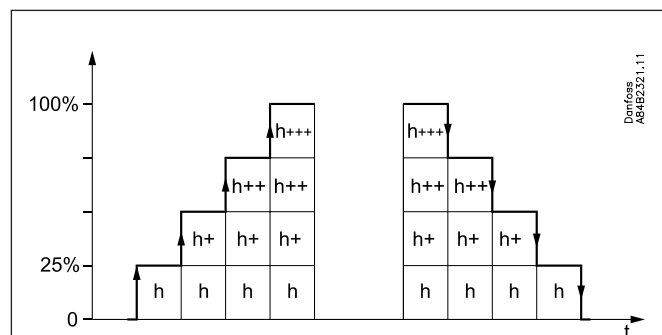 Danfoss
A84B2321.11
100%
h+++ h+++
h++ h++ h++ h++
h+ h+ h+ h+ h+ h+
25%
h h h h h h h h
0
t